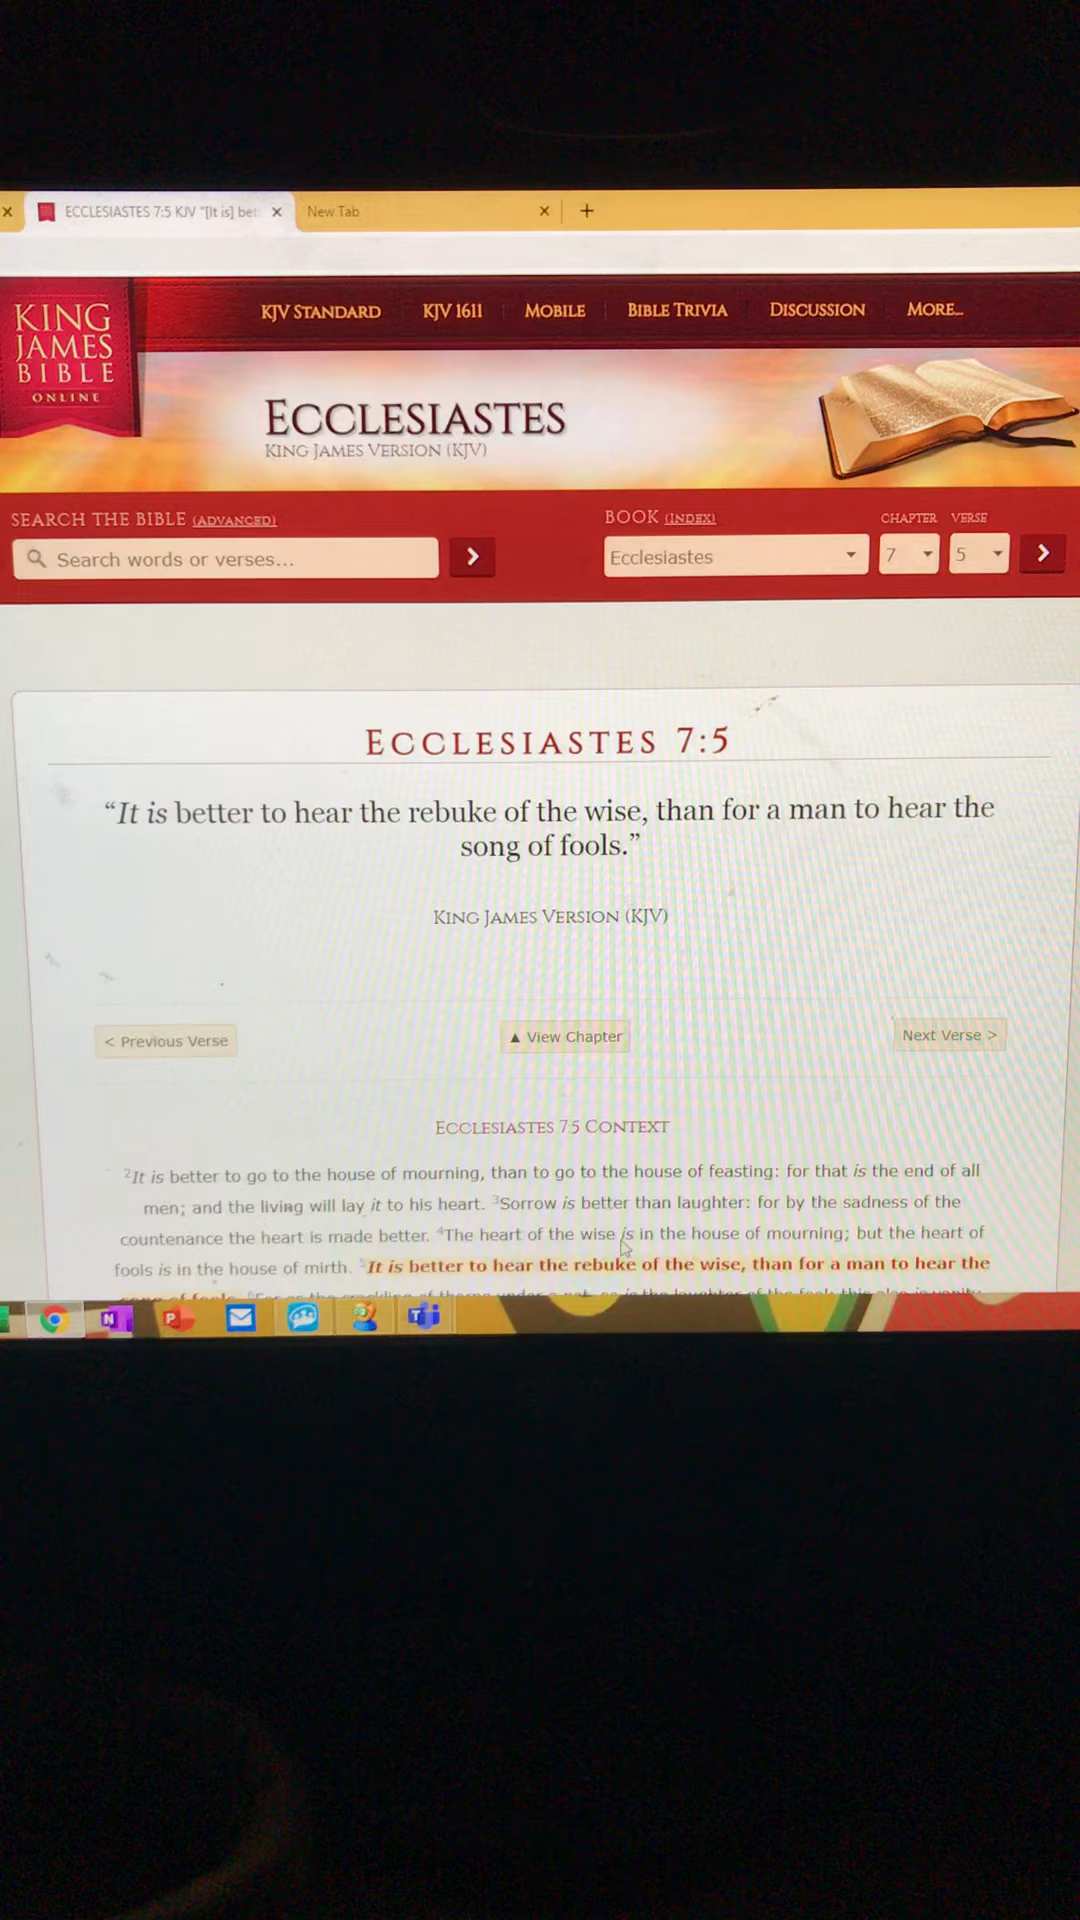 ECCLESIASTES 7:5 KJV "[It is] bet
New Tab
KING
JAMES
BIBLE
ONLINE
KJV STANDARD
KJV 1611
MOBILE
BIBLE TRIVIA
DISCUSSION
MORE...
ECCLESIASTES
KING JAMES VERSION (KJV)
SEARCH THE BIBLE (ADVANCED)
BOOK (INDEX)
CHAPTER
VERSE
Search words or verses...
Ecclesiastes
7
5
ECCLESIASTES 7:5
“It is better to hear the rebuke of the wise, than for a man to hear the
song of fools.”
KING JAMES VERSION (KJV)
< Previous Verse
▲ View Chapter
Next Verse >
ECCLESIASTES 7:5 CONTEXT
²It is better to go to the house of mourning, than to go to the house of feasting: for that is the end of all
men; and the living will lay it to his heart. ³Sorrow is better than laughter: for by the sadness of the
countenance the heart is made better. ⁴The heart of the wise is in the house of mourning; but the heart of
fools is in the house of mirth. ⁵It is better to hear the rebuke of the wise, than for a man to hear the